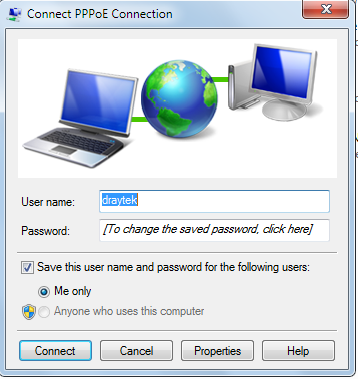 Connect PPPoE Connection
User name: draytek
Password: [To change the saved password, click here]
Save this user name and password for the following users:
Me only
Anyone who uses this computer
Connect Cancel Properties Help